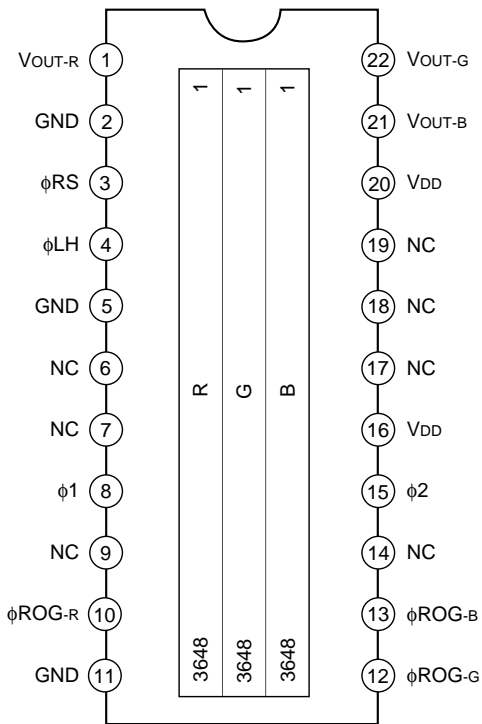 VOUT-R 1
GND 2
ϕRS 3
ϕLH 4
GND 5
NC 6
NC 7
ϕ1 8
NC 9
ϕROG-R 10
GND 11
1 1 1
R G B
3648 3648 3648
22 VOUT-G
21 VOUT-B
20 VDD
19 NC
18 NC
17 NC
16 VDD
15 ϕ2
14 NC
13 ϕROG-B
12 ϕROG-G